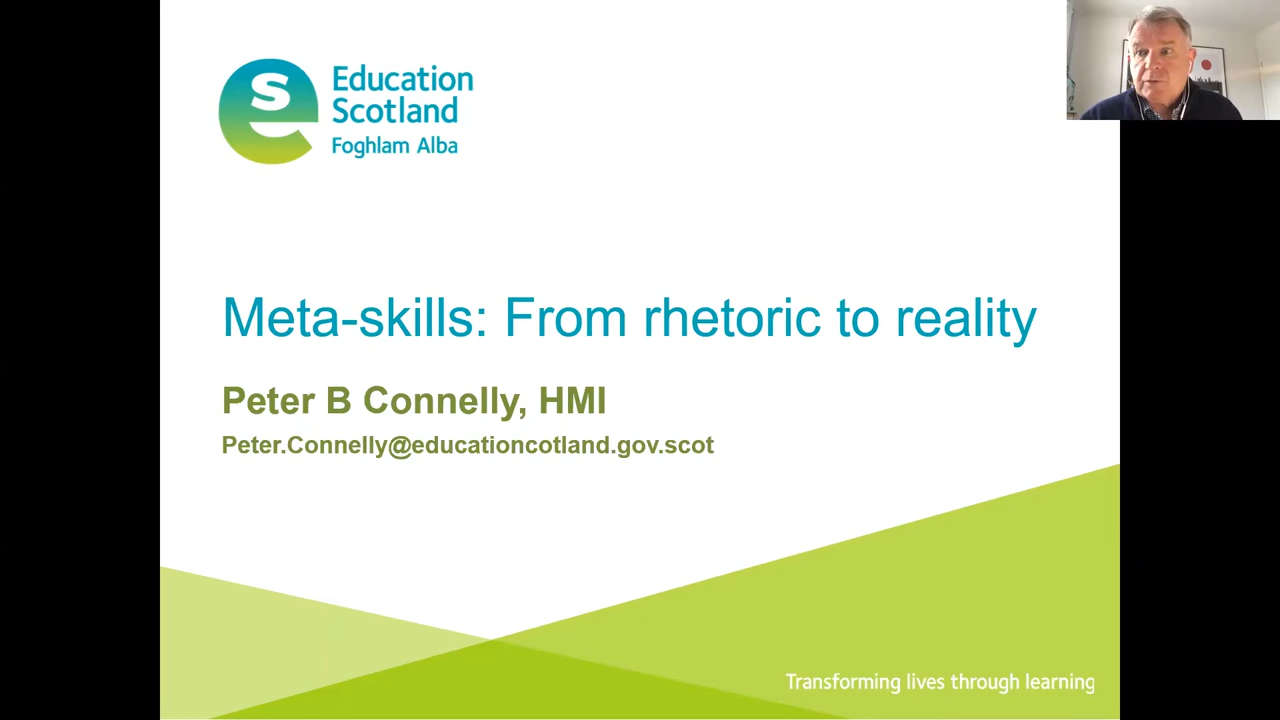 Education
Scotland
Foghlam Alba
Meta-skills: From rhetoric to reality
Peter B Connelly, HMI
Peter.Connelly@educationcotland.gov.scot
Transforming lives through learning